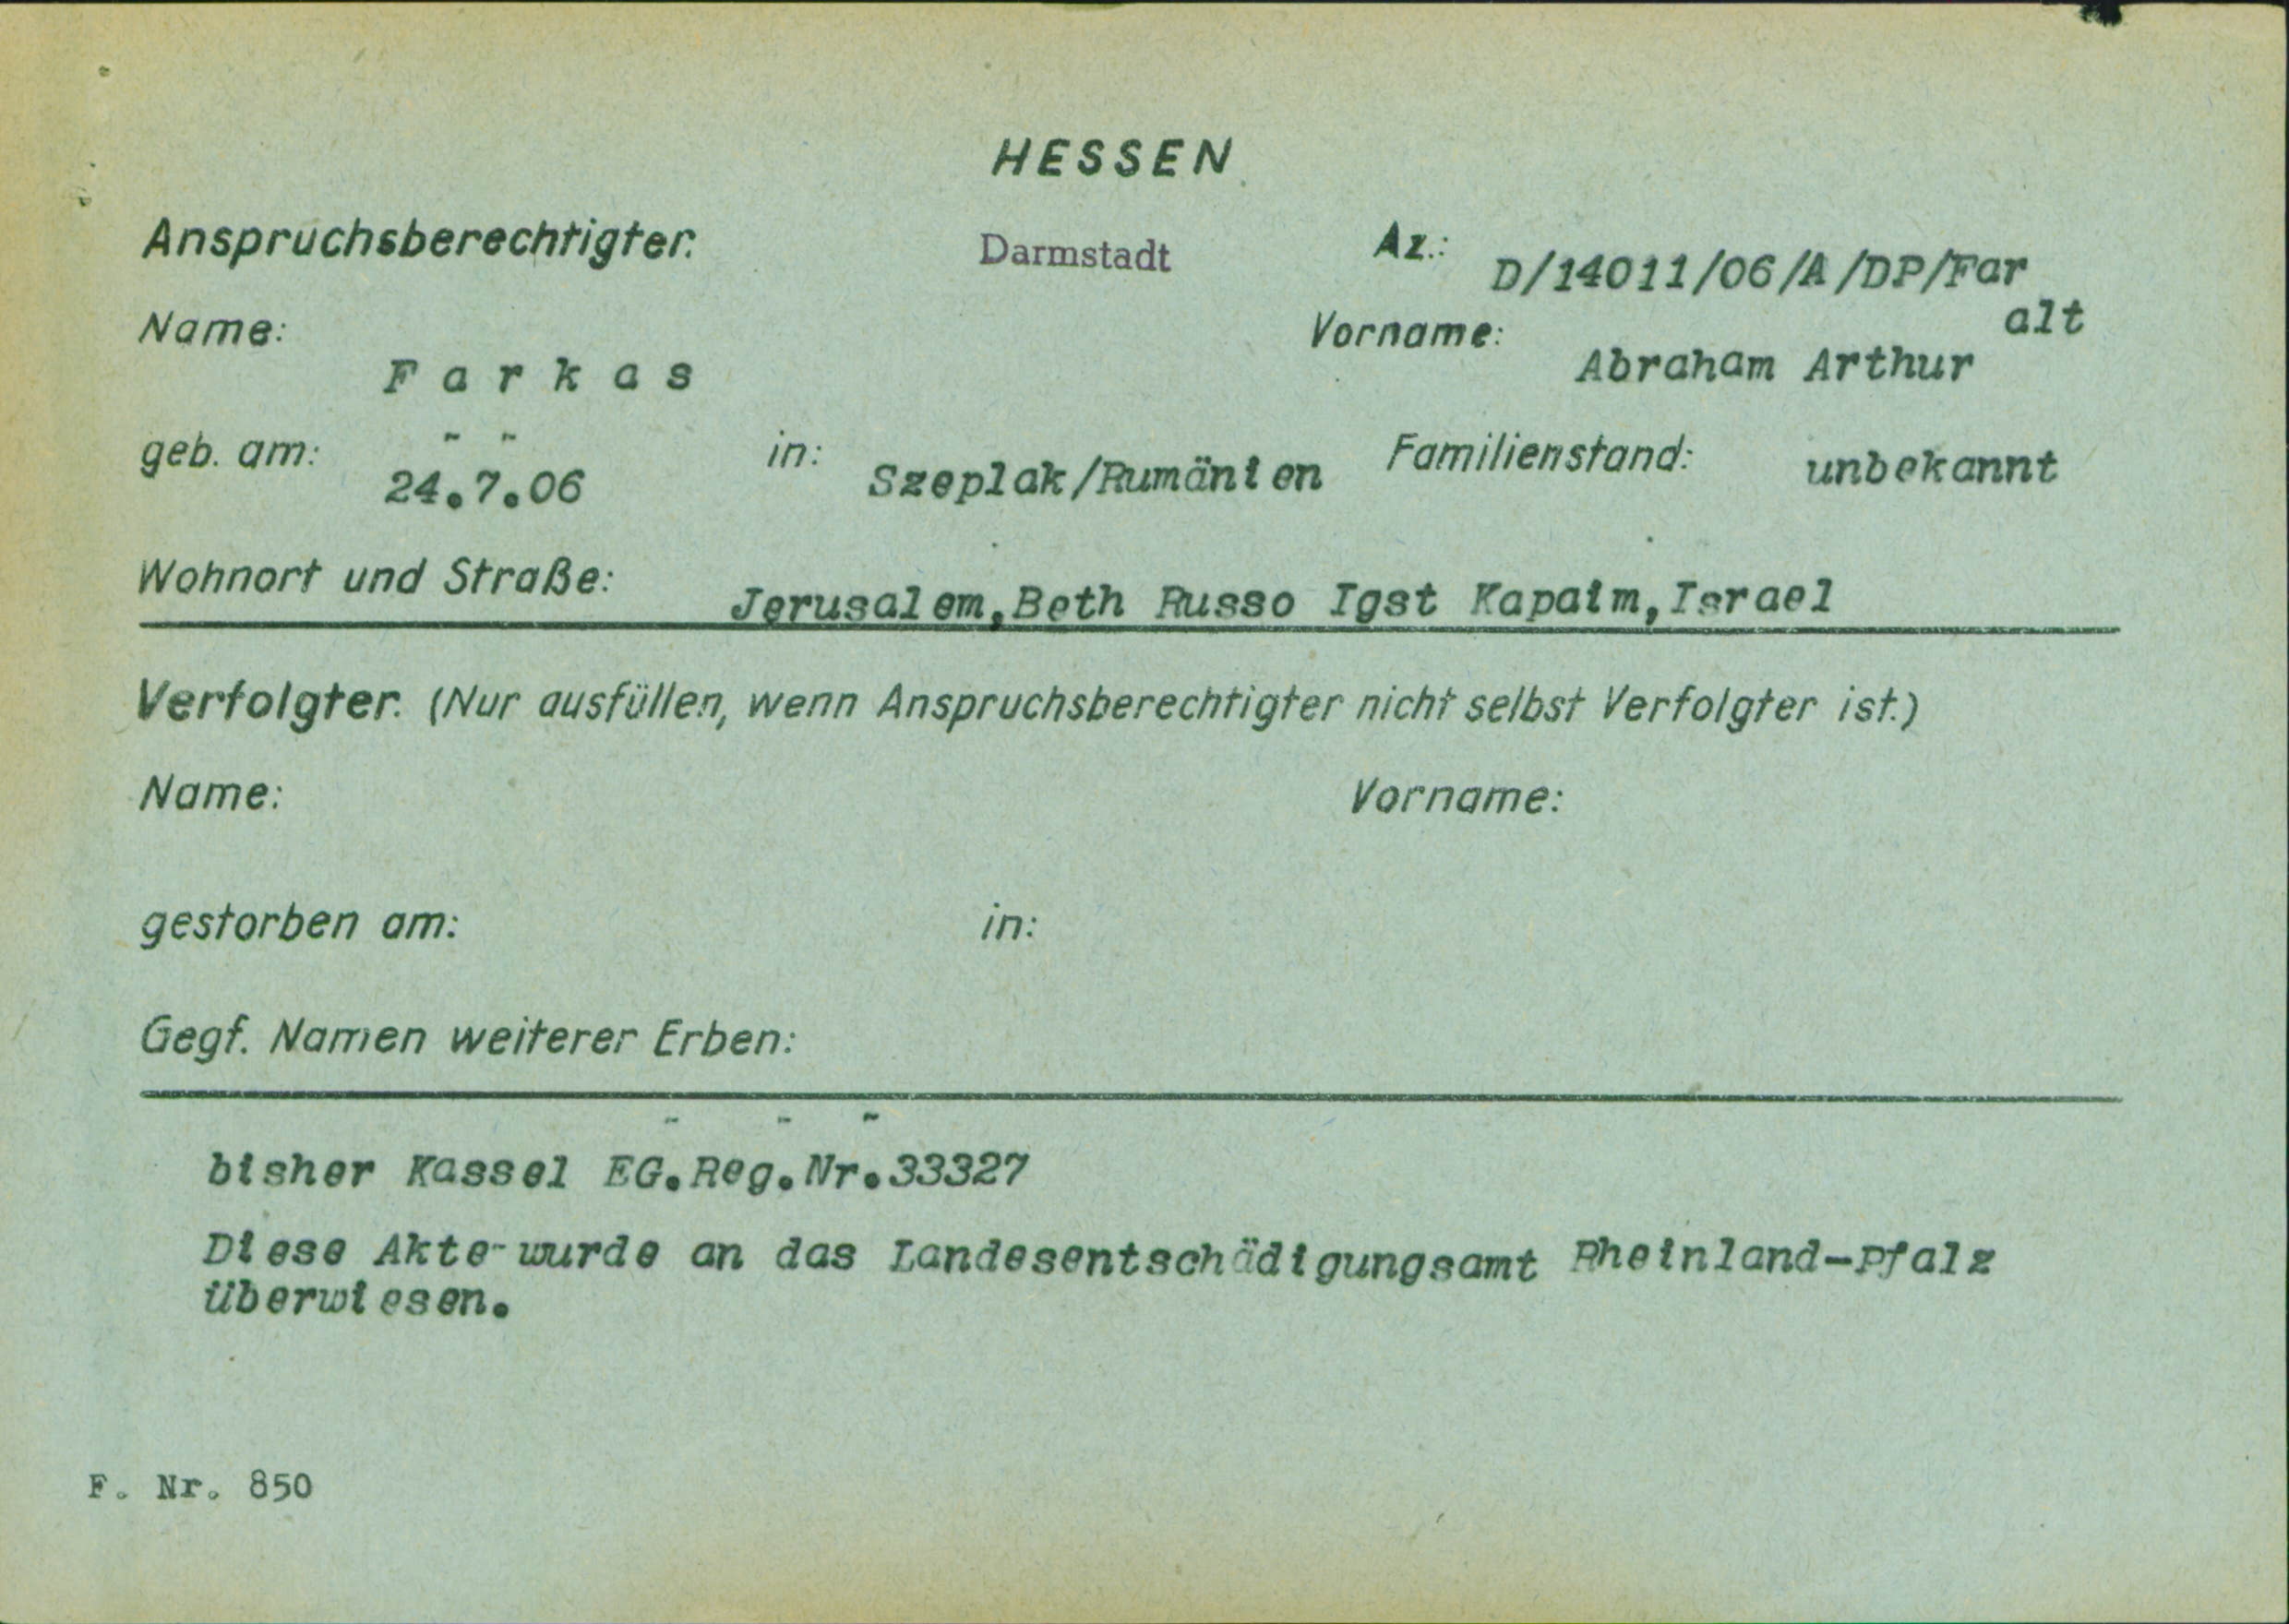 HESSEN
Anspruchsberechtigter: Darmstadt Az.: D/14011/06/A/DP/Far
alt
Name: Farkas Vorname: Abraham Arthur
geb. am: 24.7.06 in: Szeplak/Rumänien Familienstand: unbekannt
Wohnort und Straße: Jerusalem,Beth Russo Igst Kapaim,Israel
Verfolgter: (Nur ausfüllen, wenn Anspruchsberechtigter nicht selbst Verfolgter ist.)
Name: Vorname:
gestorben am: in:
Gegf. Namen weiterer Erben:
bisher Kassel EG.Reg.Nr.33327
Diese Akte wurde an das Landesentschädigungsamt Rheinland-Pfalz
überwiesen.
F. Nr. 850